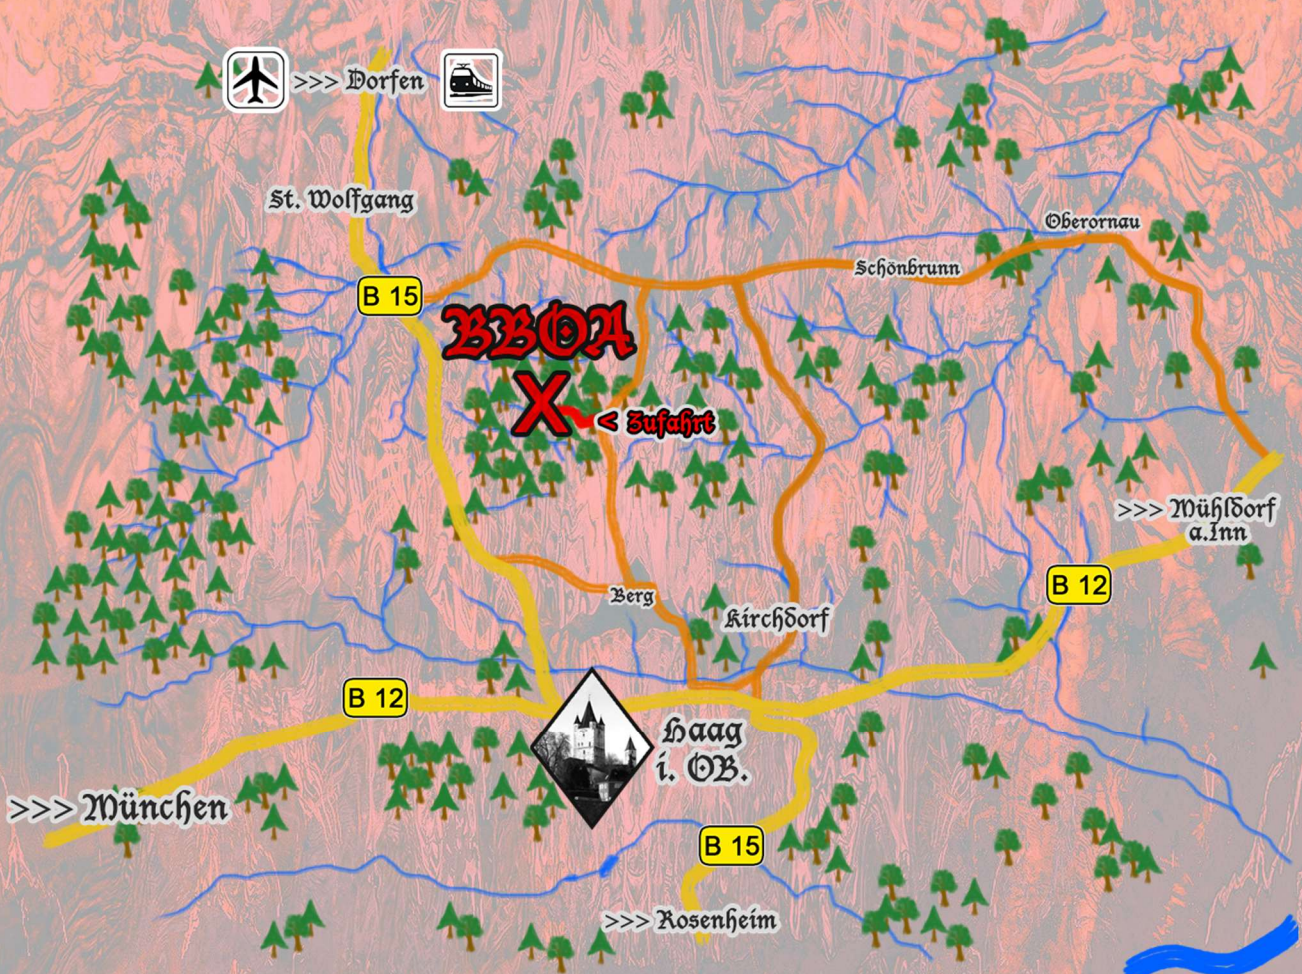 >>> Dorfen
St. Wolfgang
Oberornau
Schönbrunn
B 15
BBOA
X
< Zufahrt
>>> Mühldorf
a.Inn
B 12
Berg
Kirchdorf
B 12
Haag
i. OB.
>>> München
B 15
>>> Rosenheim